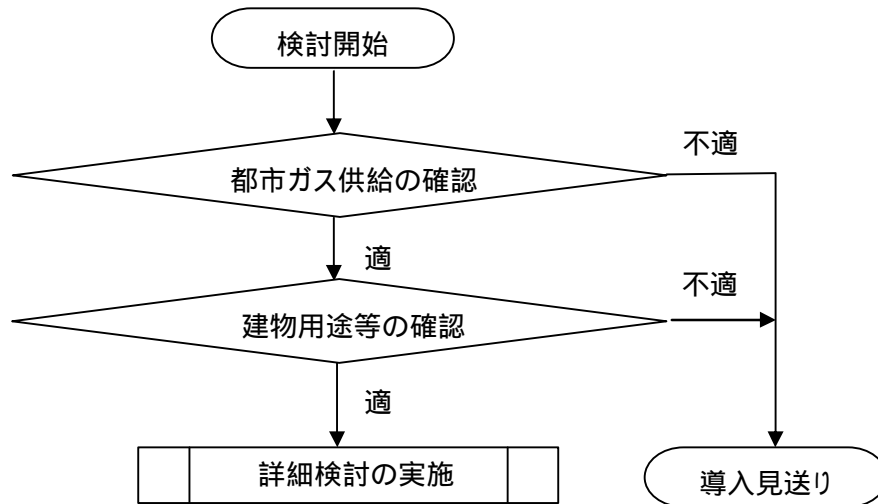 検討開始
不適
都市ガス供給の確認
適
不適
建物用途等の確認
適
詳細検討の実施
導入見送り